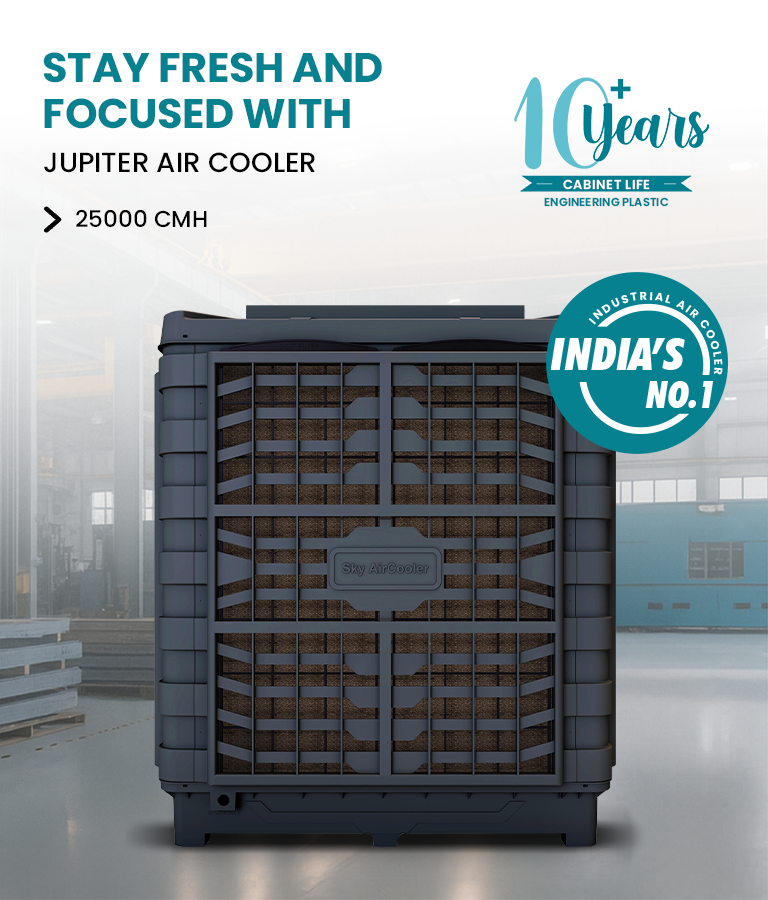 STAY FRESH AND
FOCUSED WITH
JUPITER AIR COOLER
25000 CMH
10+ Years
CABINET LIFE
ENGINEERING PLASTIC
INDUSTRIAL AIR COOLER
INDIA'S
NO.1
Sky AirCooler